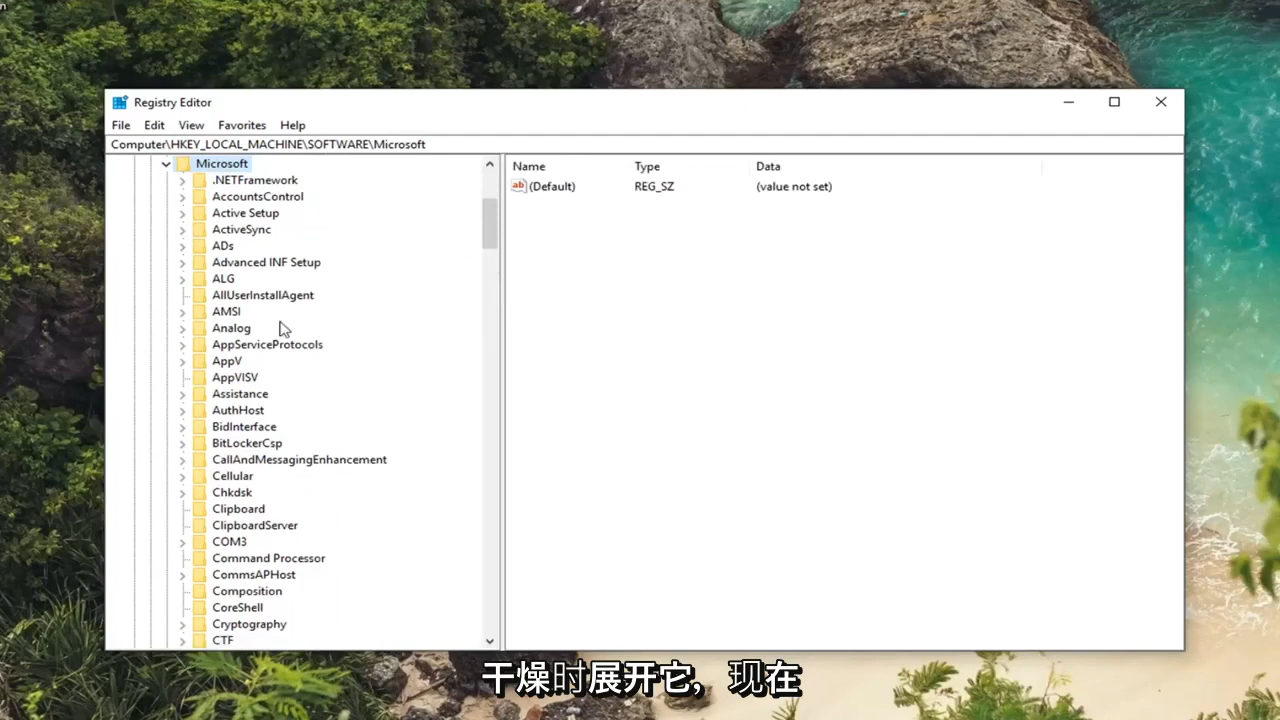 n
Registry Editor
File Edit View Favorites Help
Computer\HKEY_LOCAL_MACHINE\SOFTWARE\Microsoft
Microsoft
.NETFramework
AccountsControl
Active Setup
ActiveSync
ADs
Advanced INF Setup
ALG
AllUserInstallAgent
AMSI
Analog
AppServiceProtocols
AppV
AppVISV
Assistance
AuthHost
BidInterface
BitLockerCsp
CallAndMessagingEnhancement
Cellular
Chkdsk
Clipboard
ClipboardServer
COM3
Command Processor
CommsAPHost
Composition
CoreShell
Cryptography
CTF
Name Type Data
ab (Default) REG_SZ (value not set)
干燥时展开它, 现在